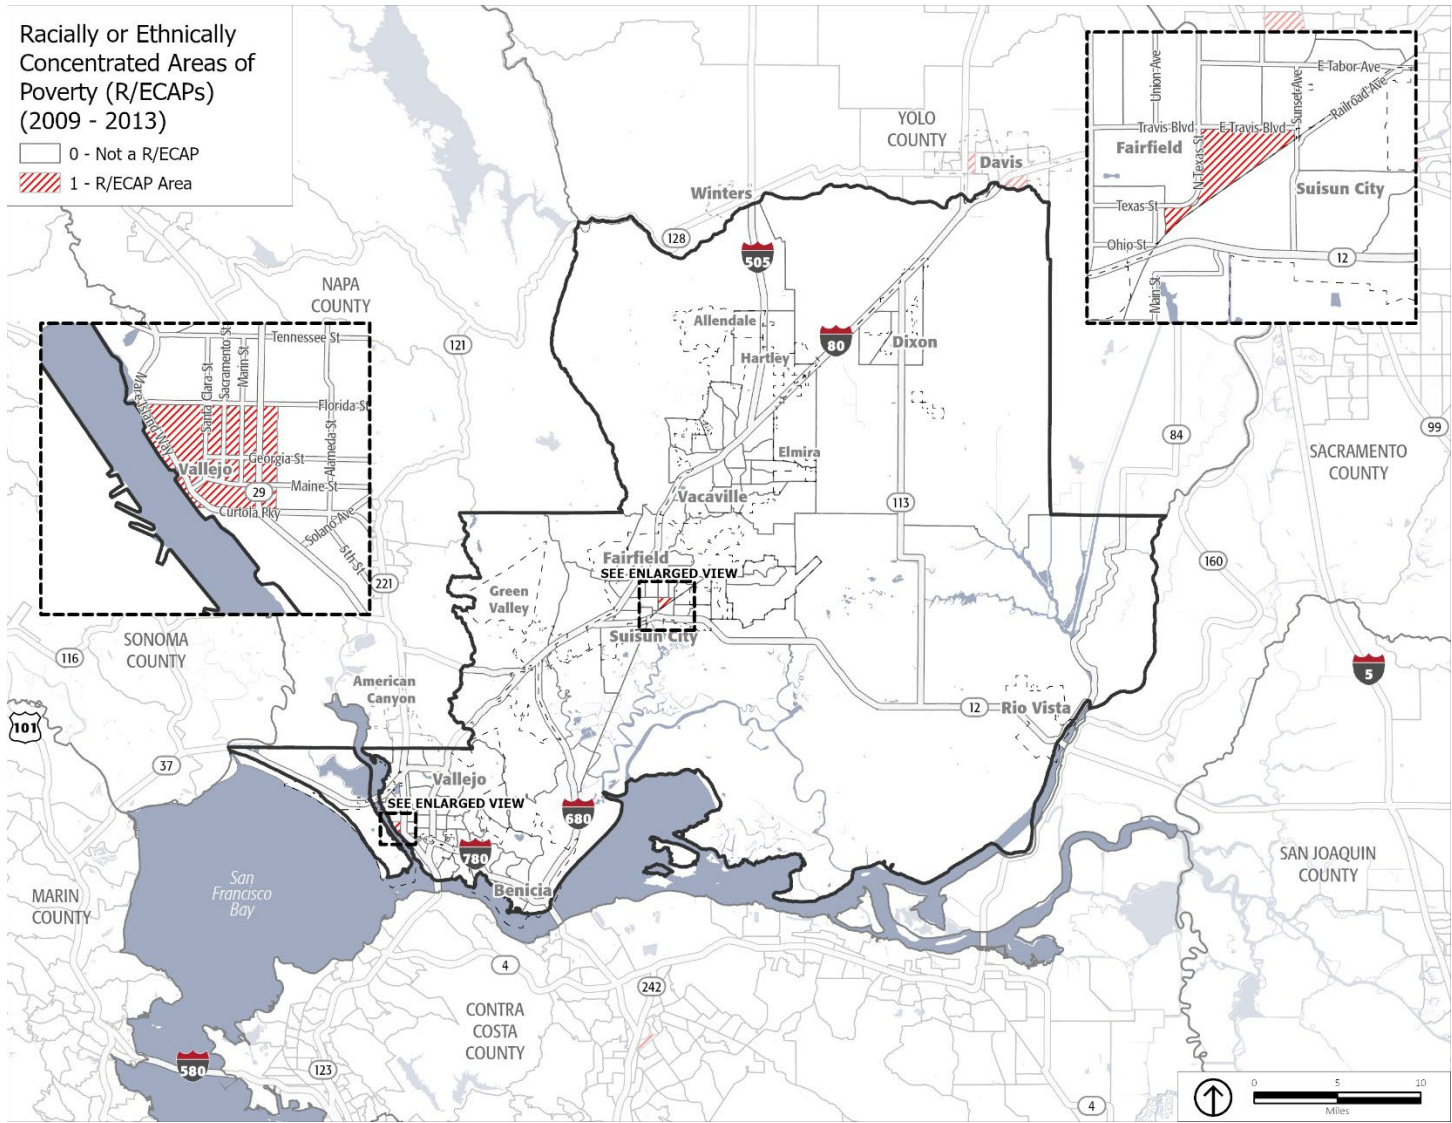 Racially or Ethnically
Concentrated Areas of
Poverty (R/ECAPs)
(2009 - 2013)
0 - Not a R/ECAP
1 - R/ECAP Area
Union Ave
E Tabor Ave
Sunset Ave
Railroad Ave
Travis Blvd
E Travis Blvd
Fairfield
N Texas St
Suisun City
Texas St
Ohio St
12
Main St
YOLO
COUNTY
Davis
Winters
128
505
NAPA
COUNTY
121
Allendale
Hartley
80
Dixon
Tennessee St
Santa Clara St
Sacramento St
Marin St
Mare Island Way
Florida St
Alameda St
Georgia St
Vallejo
Maine St
29
Curtola Pky
Solano Ave
5th St
84
99
SACRAMENTO
COUNTY
Elmira
Vacaville
113
160
Fairfield
SEE ENLARGED VIEW
Green
Valley
221
Suisun City
SONOMA
COUNTY
116
5
American
Canyon
12
Rio Vista
101
37
Vallejo
SEE ENLARGED VIEW
680
780
Benicia
San
Francisco
Bay
MARIN
COUNTY
SAN JOAQUIN
COUNTY
4
242
CONTRA
COSTA
COUNTY
580
123
4
0
5
10
Miles